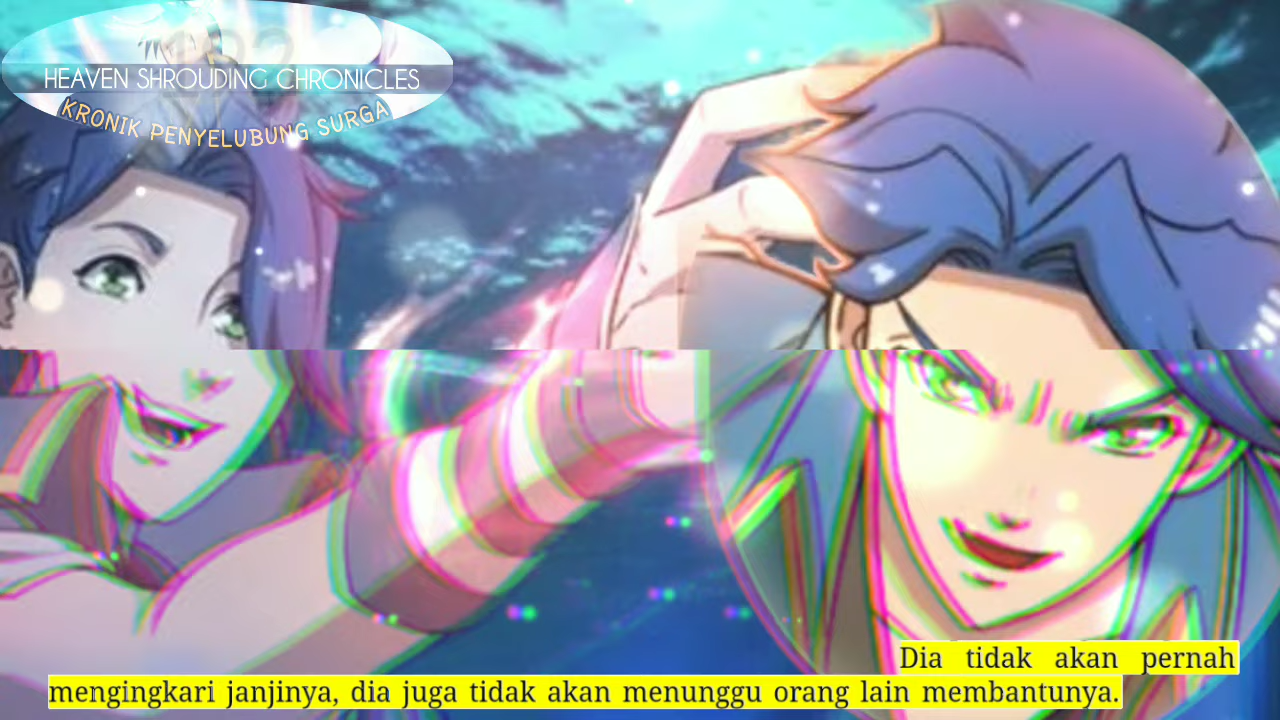 HEAVEN SHROUDING CHRONICLES
KRONIK PENYELUBUNG SURGA
Dia tidak akan pernah
mengingkari janjinya, dia juga tidak akan menunggu orang lain membantunya.